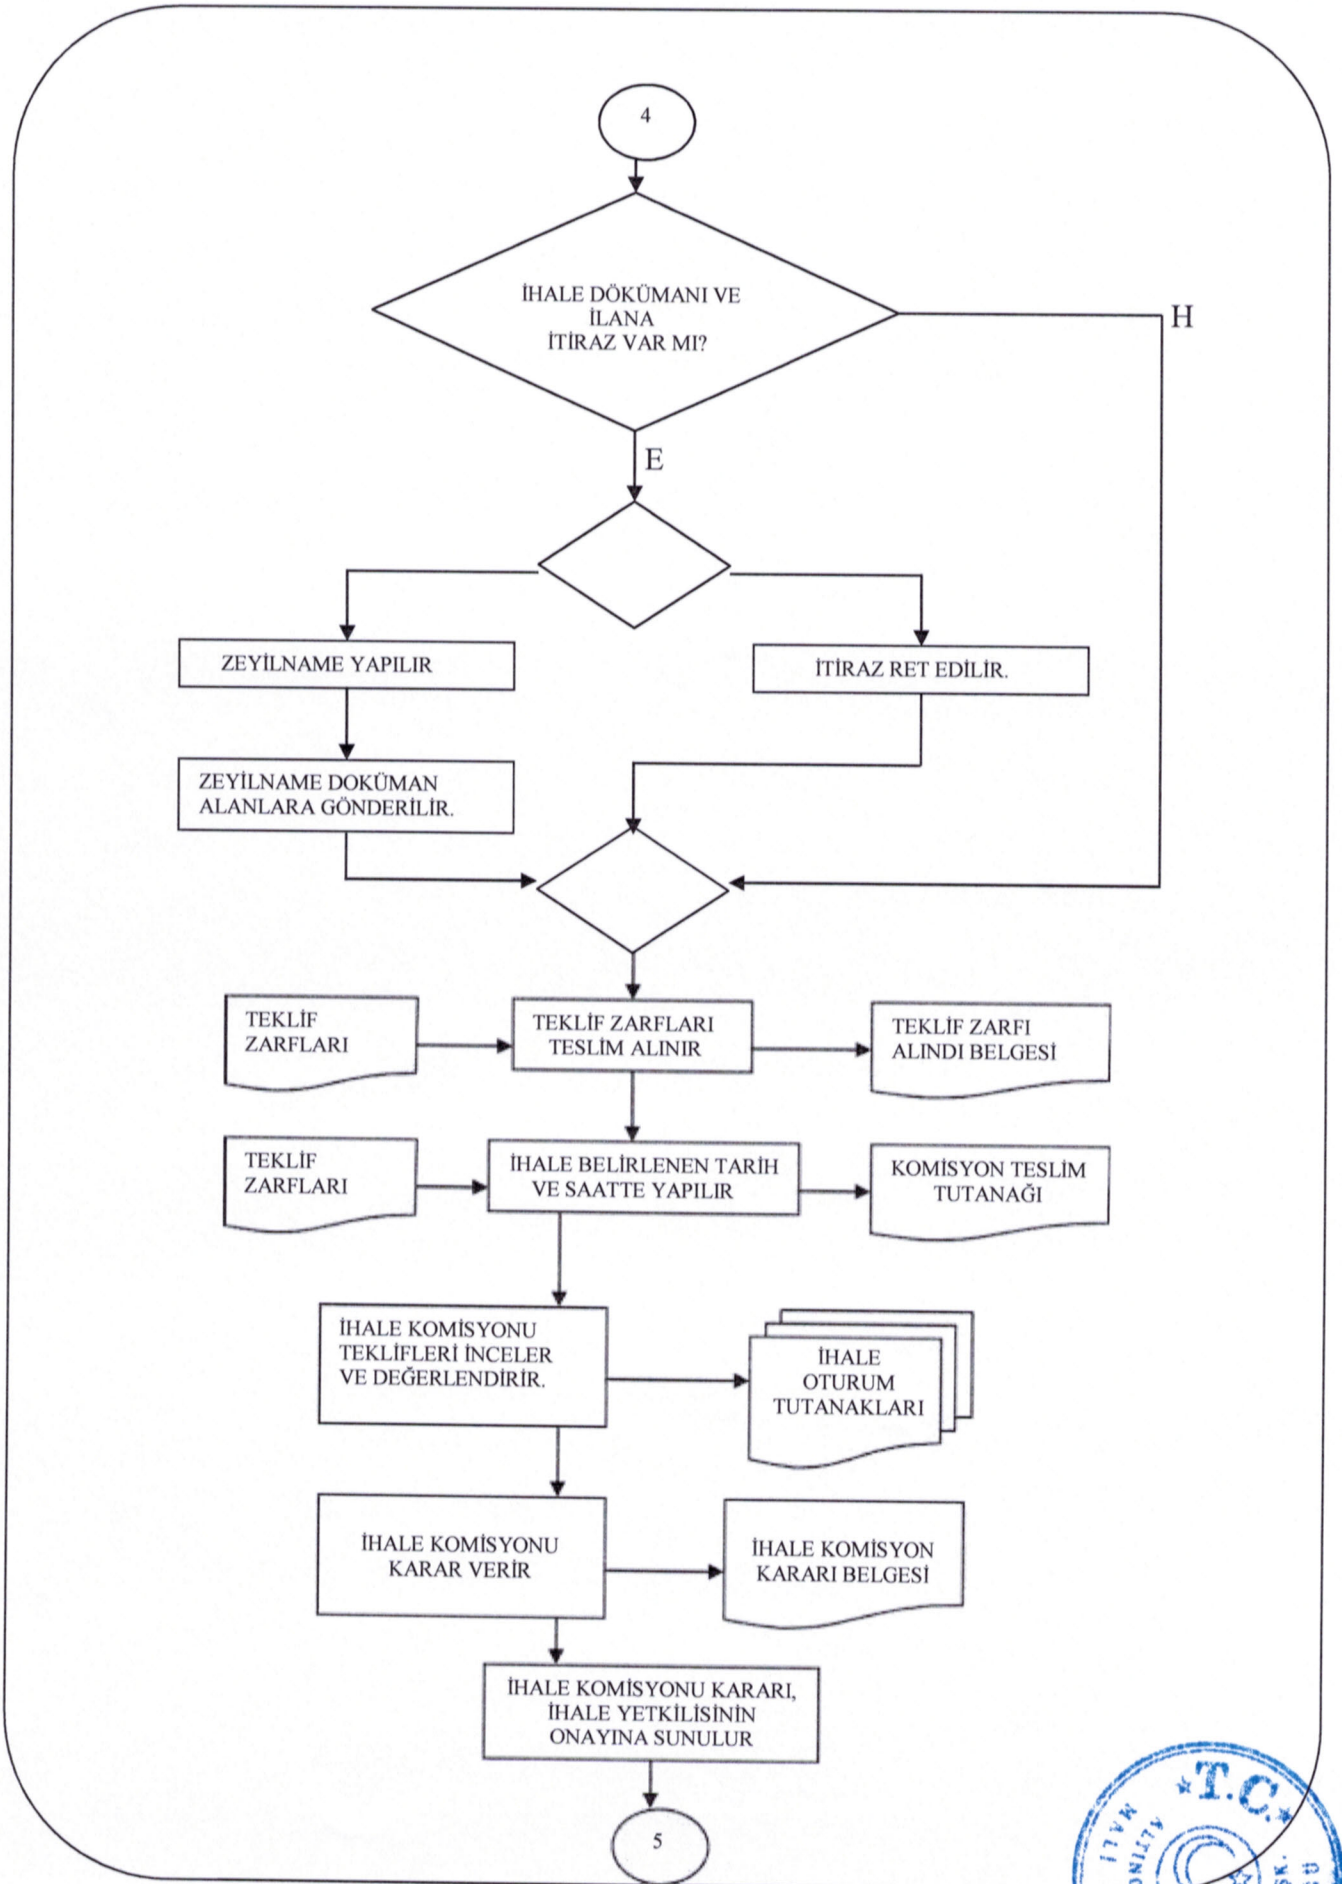 4
İHALE DÖKÜMANI VE
İLANA
İTİRAZ VAR MI?
H
E
ZEYİLNAME YAPILIR
İTİRAZ RET EDİLİR.
ZEYİLNAME DOKÜMAN
ALANLARA GÖNDERİLİR.
TEKLİF
ZARFLARI
TEKLİF ZARFLARI
TESLİM ALINIR
TEKLİF ZARFI
ALINDI BELGESİ
TEKLİF
ZARFLARI
İHALE BELİRLENEN TARİH
VE SAATTE YAPILIR
KOMİSYON TESLİM
TUTANAĞI
İHALE KOMİSYONU
TEKLİFLERİ İNCELER
VE DEĞERLENDİRİR.
İHALE
OTURUM
TUTANAKLARI
İHALE KOMİSYONU
KARAR VERİR
İHALE KOMİSYON
KARARI BELGESİ
İHALE KOMİSYONU KARARI,
İHALE YETKİLİSİNİN
ONAYINA SUNULUR
5
T.C.
MALİ